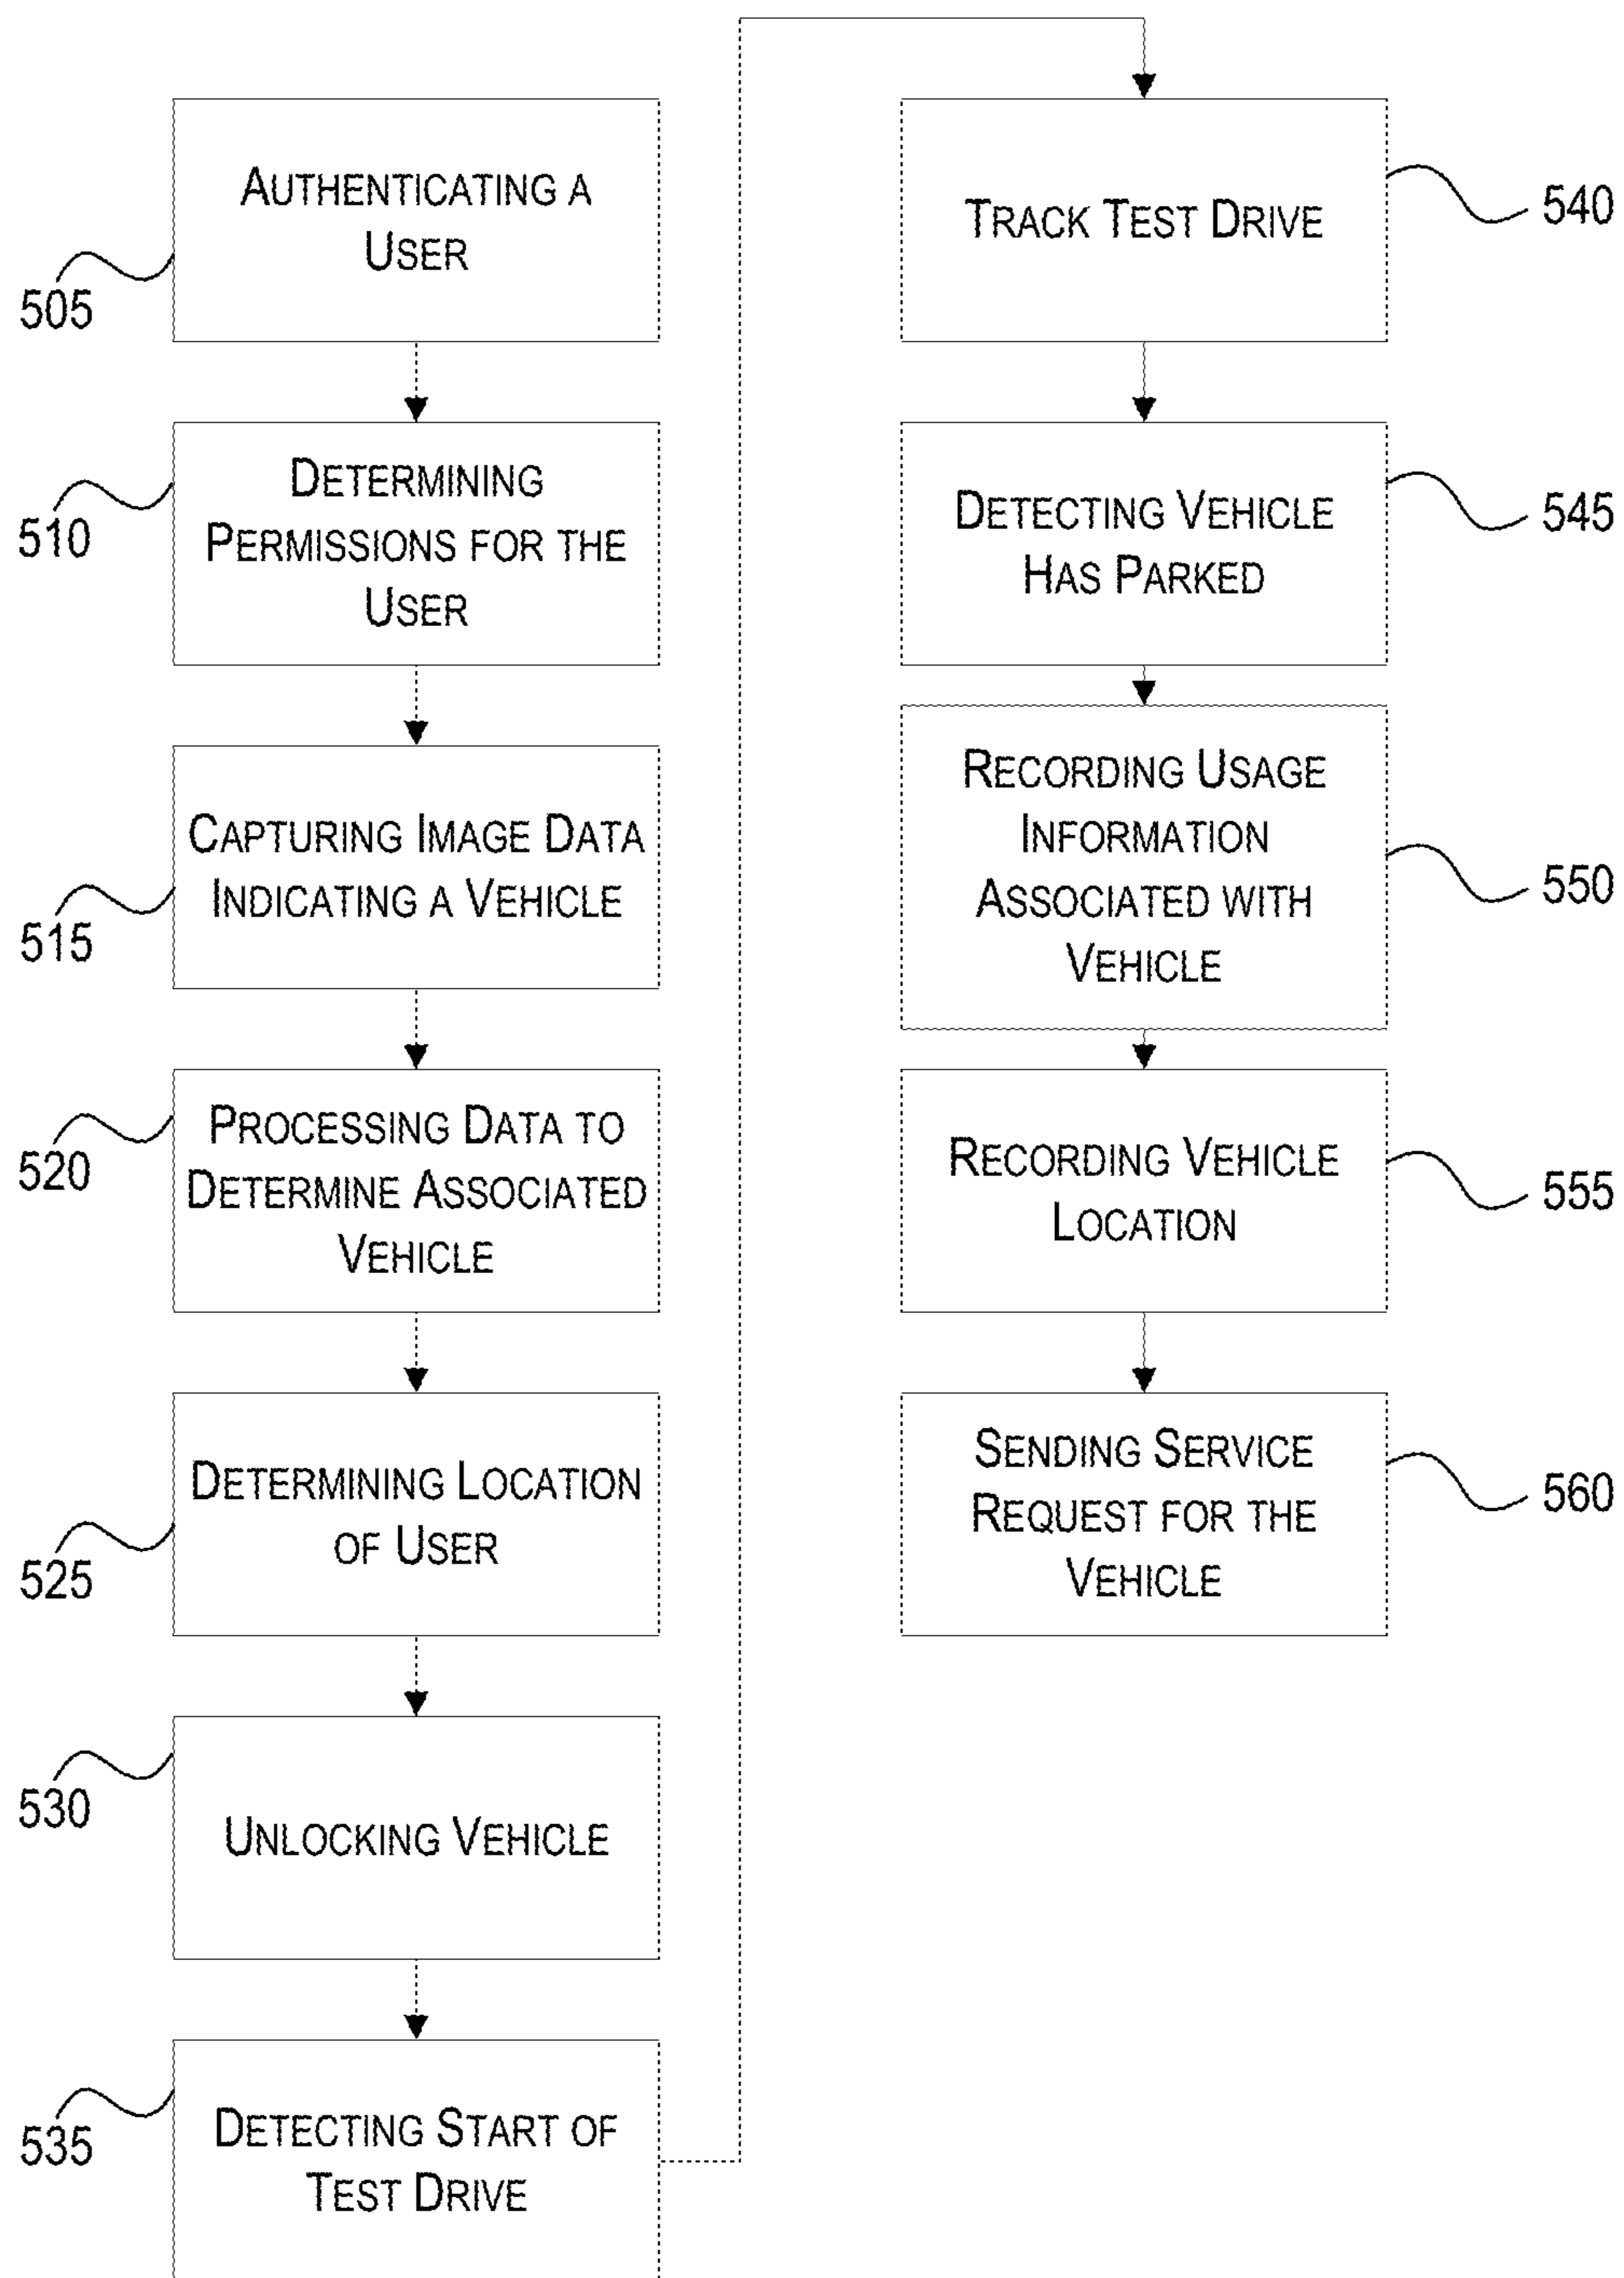 AUTHENTICATING A
USER
505
DETERMINING
PERMISSIONS FOR THE
USER
510
CAPTURING IMAGE DATA
INDICATING A VEHICLE
515
PROCESSING DATA TO
DETERMINE ASSOCIATED
VEHICLE
520
DETERMINING LOCATION
OF USER
525
UNLOCKING VEHICLE
530
DETECTING START OF
TEST DRIVE
535
TRACK TEST DRIVE
540
DETECTING VEHICLE
HAS PARKED
545
RECORDING USAGE
INFORMATION
ASSOCIATED WITH
VEHICLE
550
RECORDING VEHICLE
LOCATION
555
SENDING SERVICE
REQUEST FOR THE
VEHICLE
560